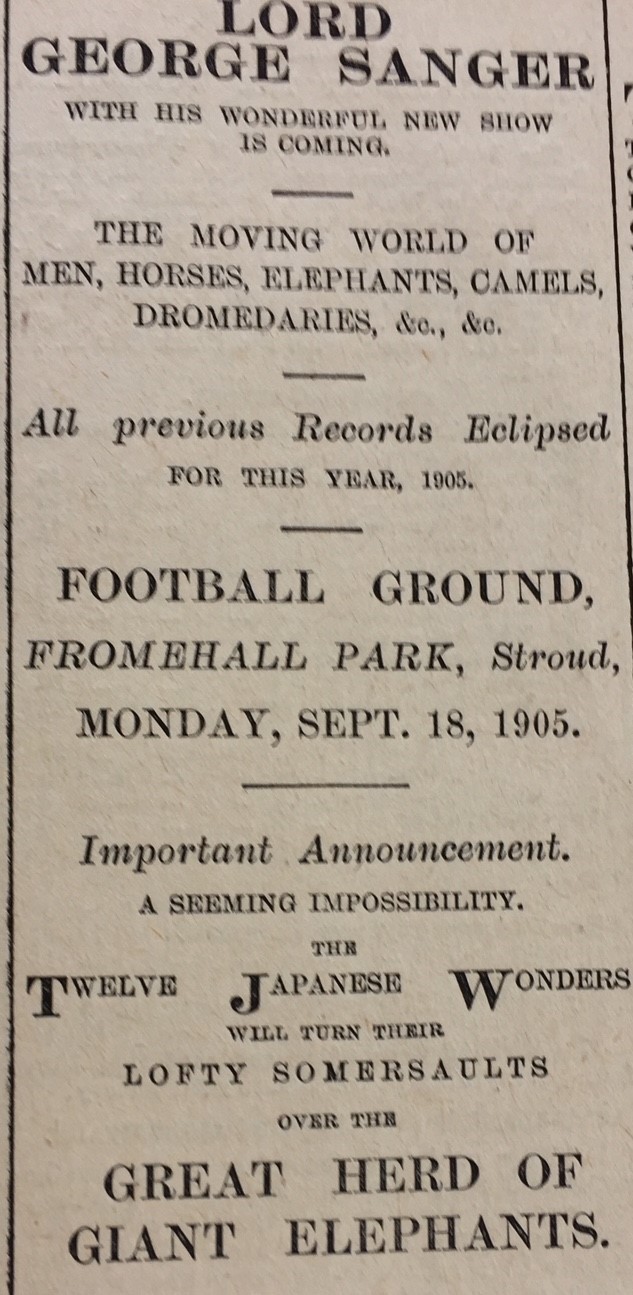 LORD
GEORGE SANGER
WITH HIS WONDERFUL NEW SHOW
IS COMING.
THE MOVING WORLD OF
MEN, HORSES, ELEPHANTS, CAMELS,
DROMEDARIES, &c., &c.
All previous Records Eclipsed
FOR THIS YEAR, 1905.
FOOTBALL GROUND,
FROMEHALL PARK, Stroud,
MONDAY, SEPT. 18, 1905.
Important Announcement.
A SEEMING IMPOSSIBILITY.
THE
TWELVE JAPANESE WONDERS
WILL TURN THEIR
LOFTY SOMERSAULTS
OVER THE
GREAT HERD OF
GIANT ELEPHANTS.